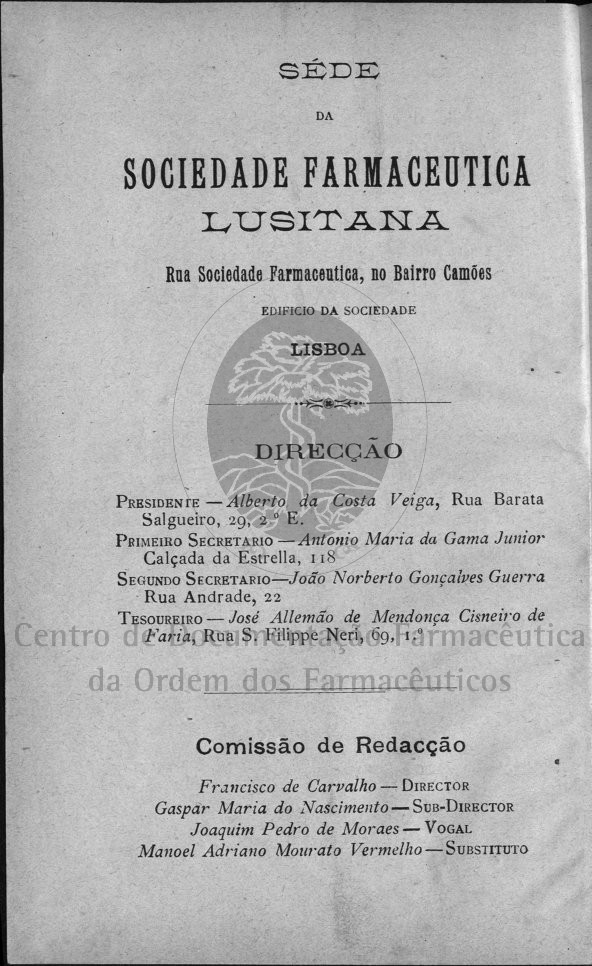 SÉDE
DA
SOCIEDADE FARMACEUTICA
LUSITANA
Rua Sociedade Farmaceutica, no Bairro Camões
EDIFICIO DA SOCIEDADE
LISBOA
DIRECÇÃO
PRESIDENTE — Alberto da Costa Veiga, Rua Barata
Salgueiro, 29, 2.º E.
PRIMEIRO SECRETARIO — Antonio Maria da Gama Junior
Calçada da Estrella, 118
SEGUNDO SECRETARIO — João Norberto Gonçalves Guerra
Rua Andrade, 22
TESOUREIRO — José Allemão de Mendonça Cisneiro de
Faria, Rua S. Filippe Neri, 69, 1.º
Centro de Documentação Farmacêutica
da Ordem dos Farmacêuticos
Comissão de Redacção
Francisco de Carvalho — DIRECTOR
Gaspar Maria do Nascimento — SUB-DIRECTOR
Joaquim Pedro de Moraes — VOGAL
Manoel Adriano Mourato Vermelho — SUBSTITUTO